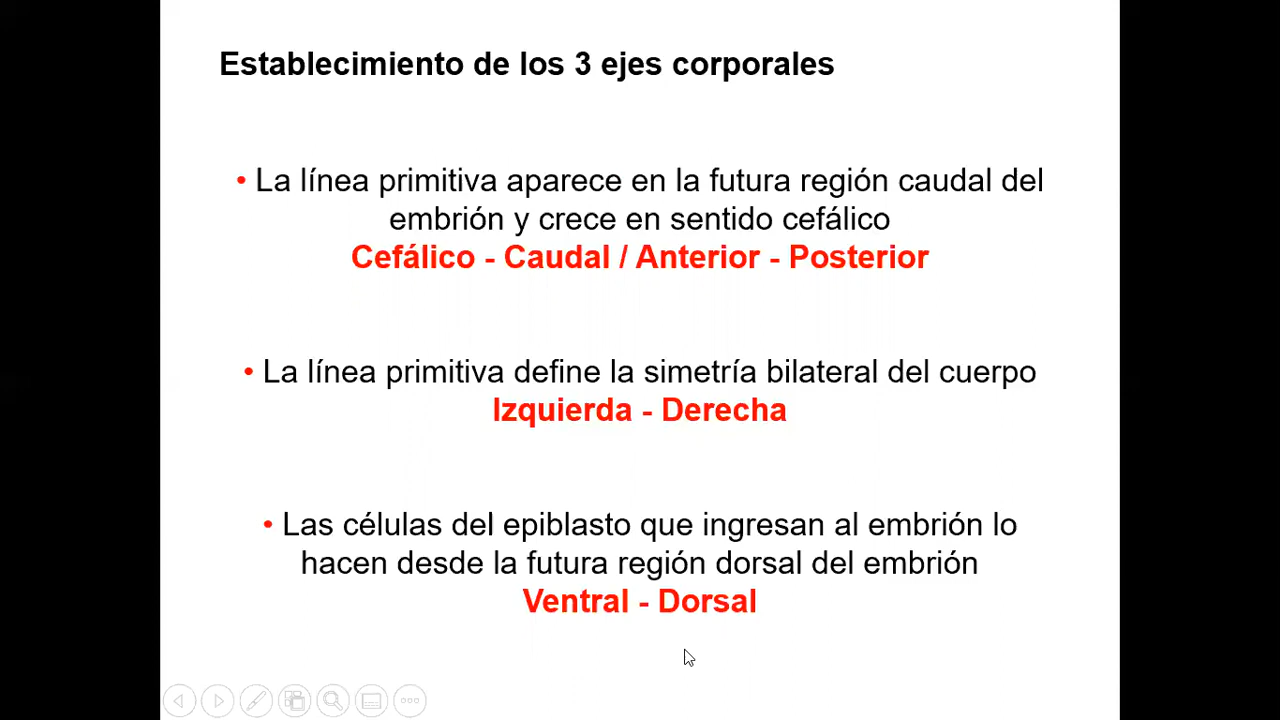 Establecimiento de los 3 ejes corporales
• La línea primitiva aparece en la futura región caudal del
embrión y crece en sentido cefálico
Cefálico - Caudal / Anterior - Posterior
• La línea primitiva define la simetría bilateral del cuerpo
Izquierda - Derecha
• Las células del epiblasto que ingresan al embrión lo
hacen desde la futura región dorsal del embrión
Ventral - Dorsal